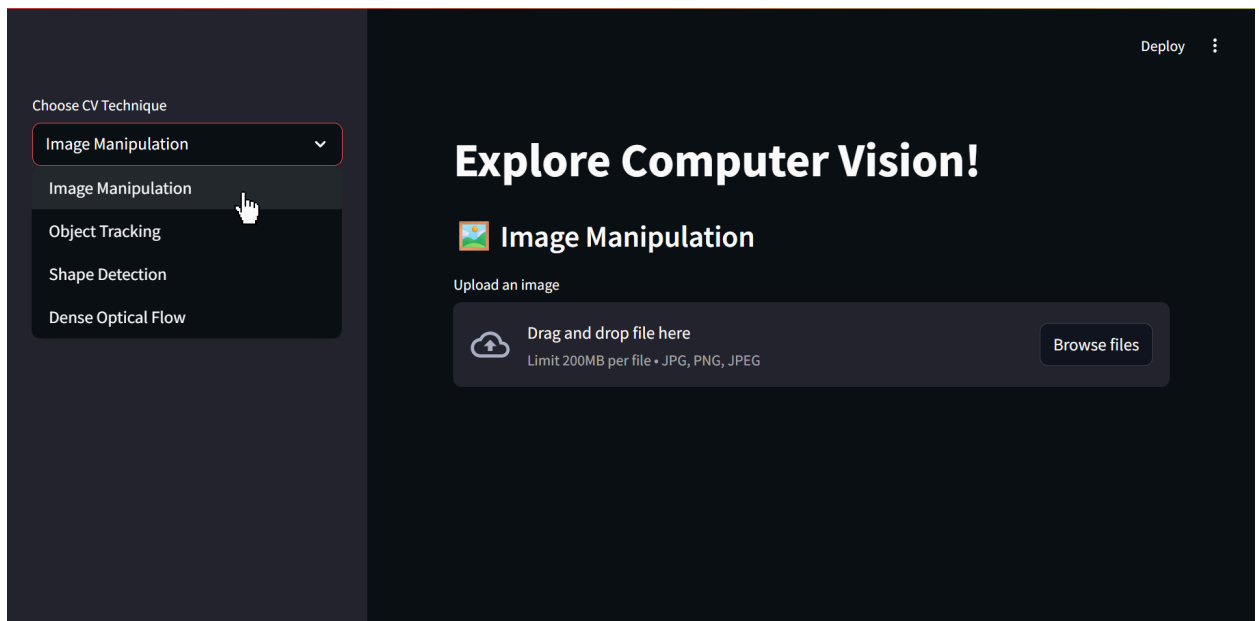 Deploy
Choose CV Technique
Image Manipulation
Image Manipulation
Object Tracking
Shape Detection
Dense Optical Flow
Explore Computer Vision!
Image Manipulation
Upload an image
Drag and drop file here
Limit 200MB per file • JPG, PNG, JPEG
Browse files